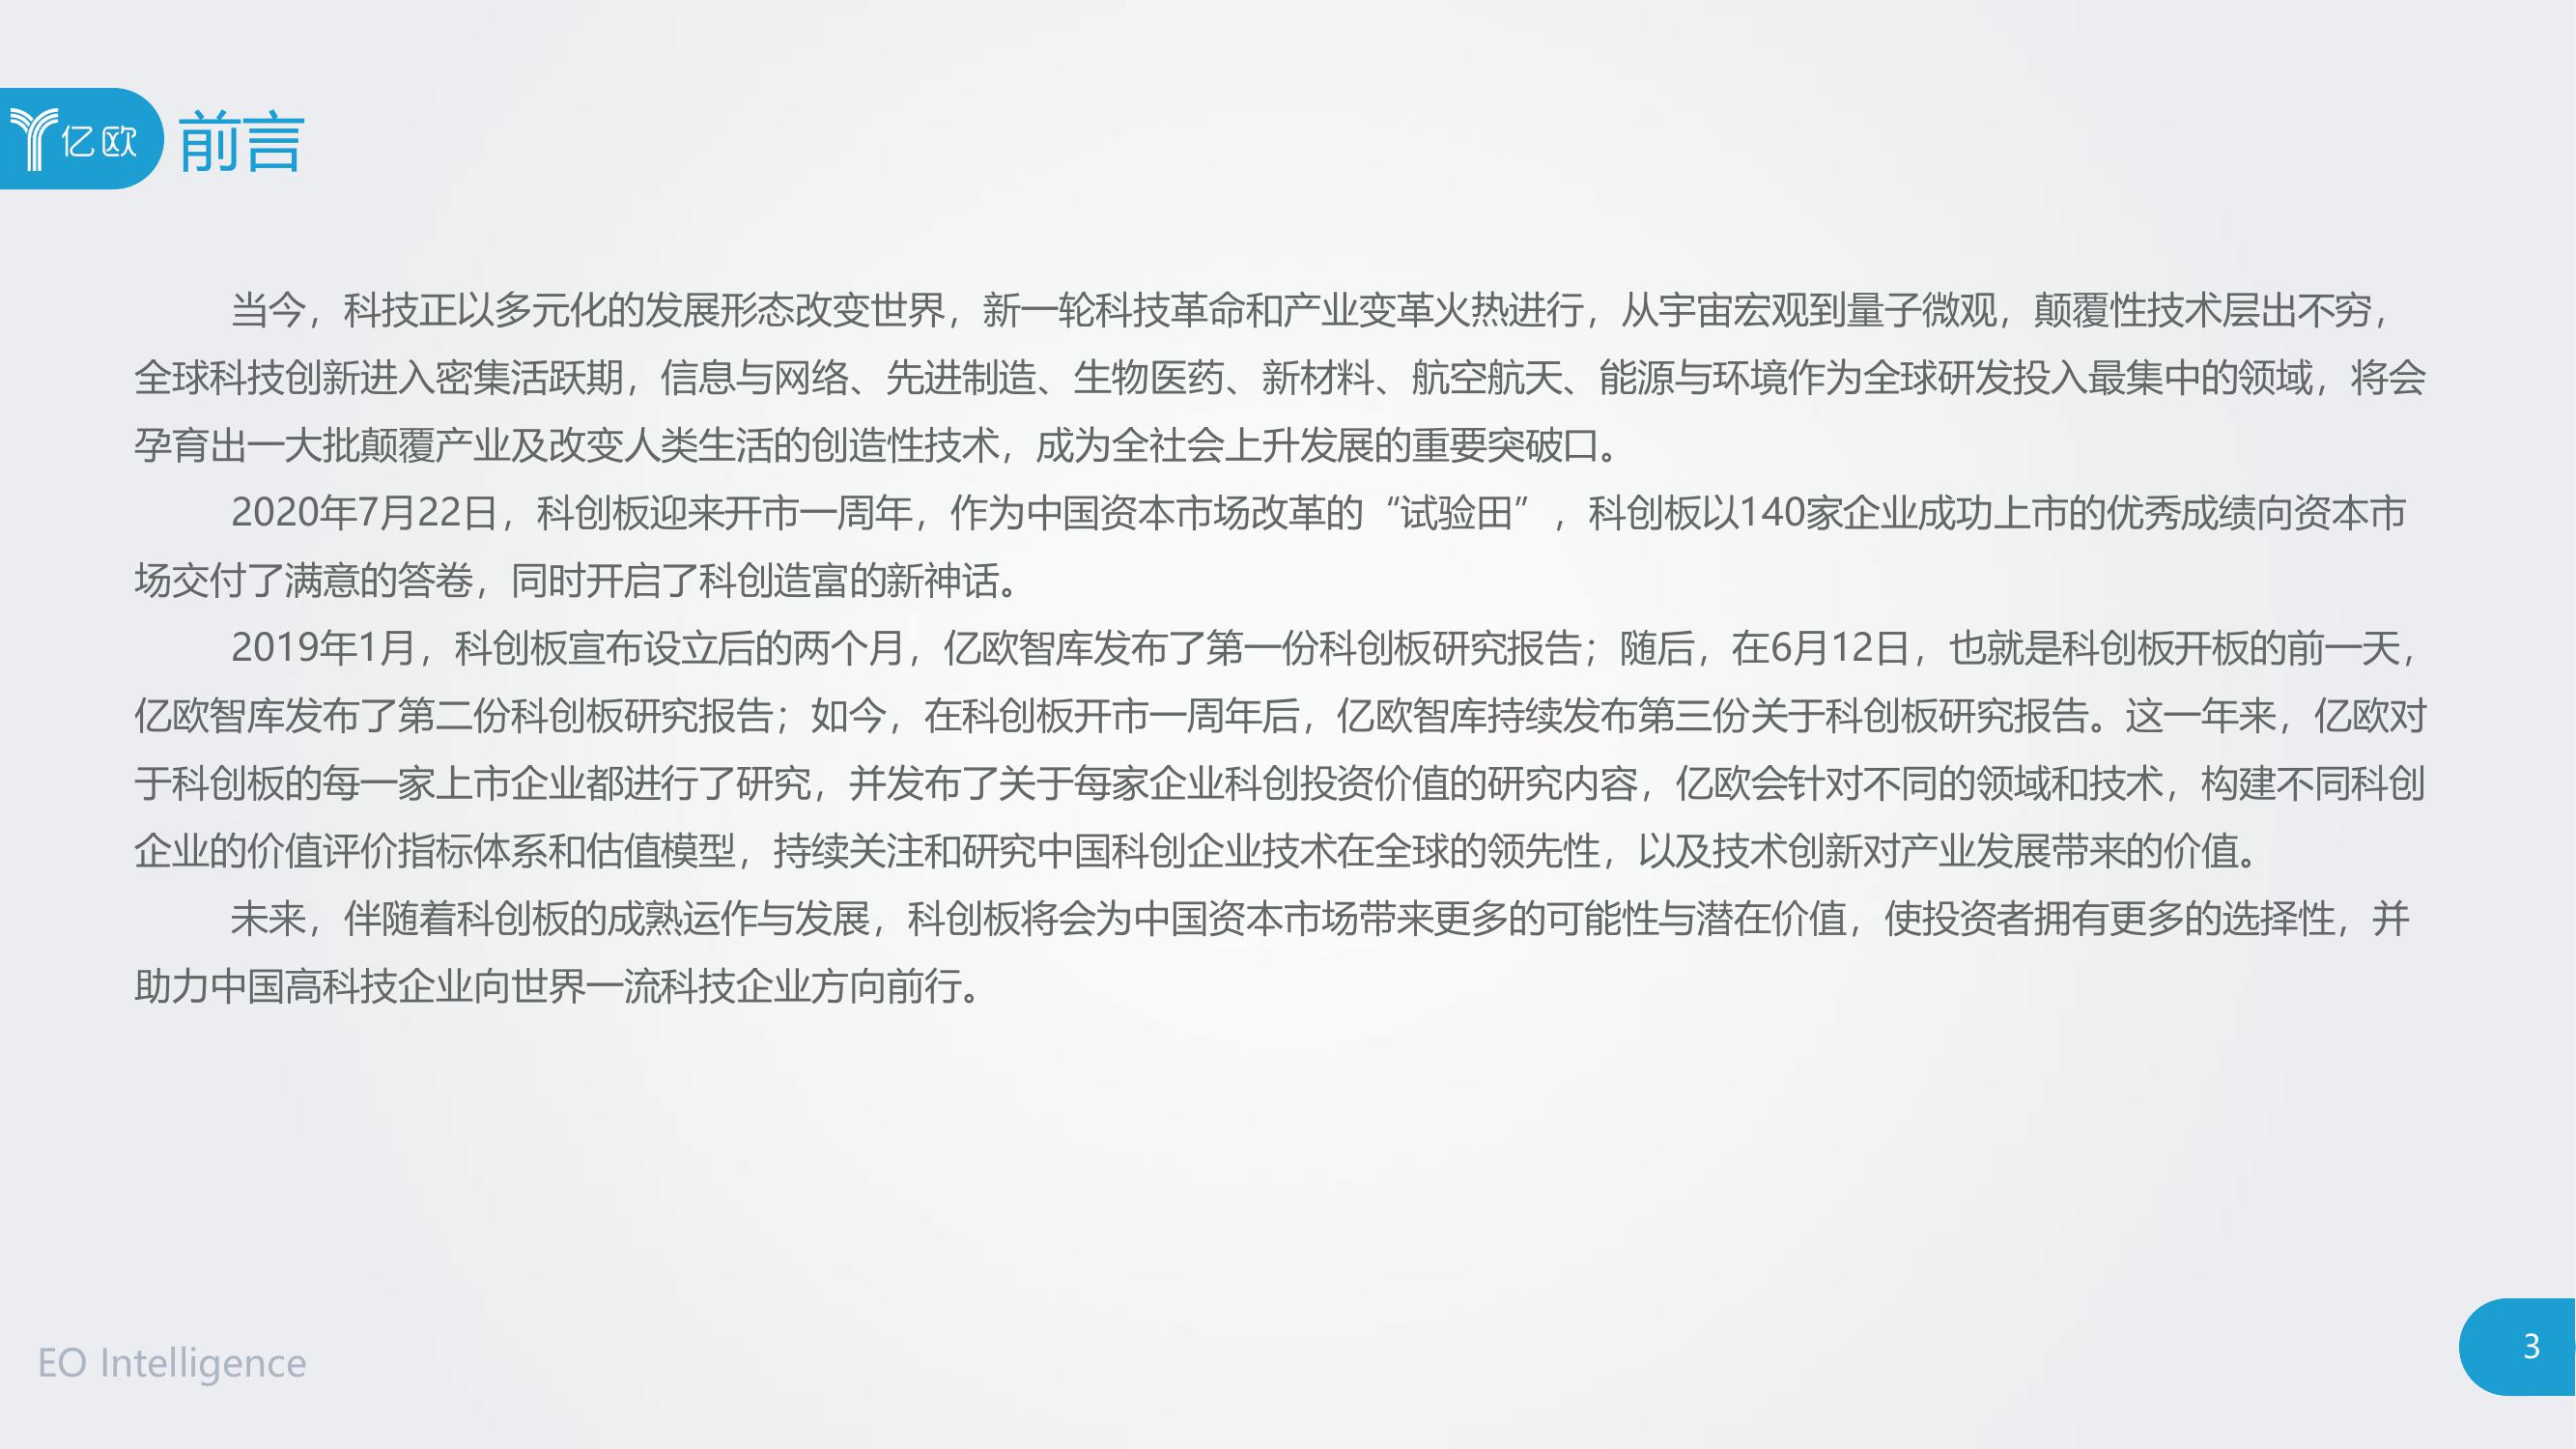 亿欧
前言
当今，科技正以多元化的发展形态改变世界，新一轮科技革命和产业变革火热进行，从宇宙宏观到量子微观，颠覆性技术层出不穷，
全球科技创新进入密集活跃期，信息与网络、先进制造、生物医药、新材料、航空航天、能源与环境作为全球研发投入最集中的领域，将会
孕育出一大批颠覆产业及改变人类生活的创造性技术，成为全社会上升发展的重要突破口。
2020年7月22日，科创板迎来开市一周年，作为中国资本市场改革的“试验田”，科创板以140家企业成功上市的优秀成绩向资本市
场交付了满意的答卷，同时开启了科创造富的新神话。
2019年1月，科创板宣布设立后的两个月，亿欧智库发布了第一份科创板研究报告；随后，在6月12日，也就是科创板开板的前一天，
亿欧智库发布了第二份科创板研究报告；如今，在科创板开市一周年后，亿欧智库持续发布第三份关于科创板研究报告。这一年来，亿欧对
于科创板的每一家上市企业都进行了研究，并发布了关于每家企业科创投资价值的研究内容，亿欧会针对不同的领域和技术，构建不同科创
企业的价值评价指标体系和估值模型，持续关注和研究中国科创企业技术在全球的领先性，以及技术创新对产业发展带来的价值。
未来，伴随着科创板的成熟运作与发展，科创板将会为中国资本市场带来更多的可能性与潜在价值，使投资者拥有更多的选择性，并
助力中国高科技企业向世界一流科技企业方向前行。
EO Intelligence
3